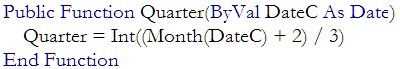 Public Function Quarter(ByVal DateC As Date)
Quarter = Int((Month(DateC) + 2) / 3)
End Function